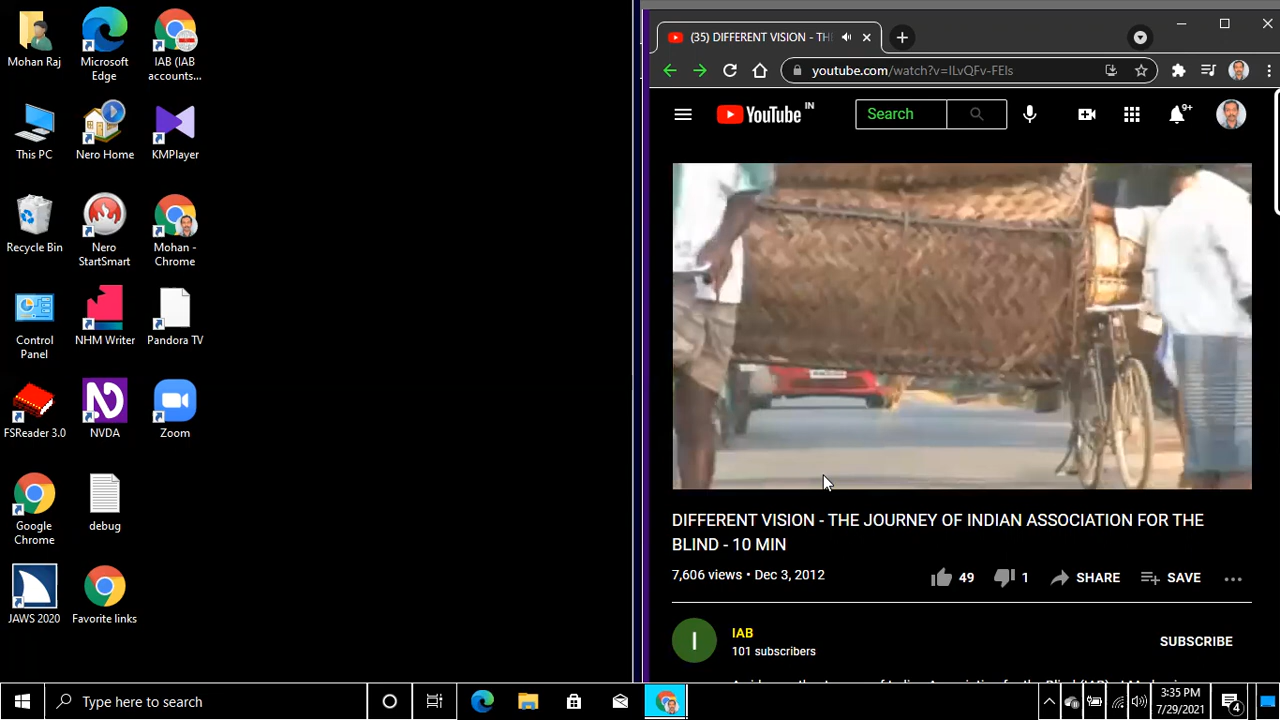 Mohan Raj
Microsoft Edge
IAB (IAB accounts...
This PC
Nero Home
KMPlayer
Recycle Bin
Nero StartSmart
Mohan - Chrome
Control Panel
NHM Writer
Pandora TV
FSReader 3.0
NVDA
Zoom
Google Chrome
debug
JAWS 2020
Favorite links
(35) DIFFERENT VISION - TH
youtube.com/watch?v=ILvQFv-FEIs
YouTube IN
Search
9+
DIFFERENT VISION - THE JOURNEY OF INDIAN ASSOCIATION FOR THE
BLIND - 10 MIN
7,606 views • Dec 3, 2012
49
1
SHARE
SAVE
I
IAB
101 subscribers
SUBSCRIBE
Type here to search
3:35 PM
7/29/2021
4